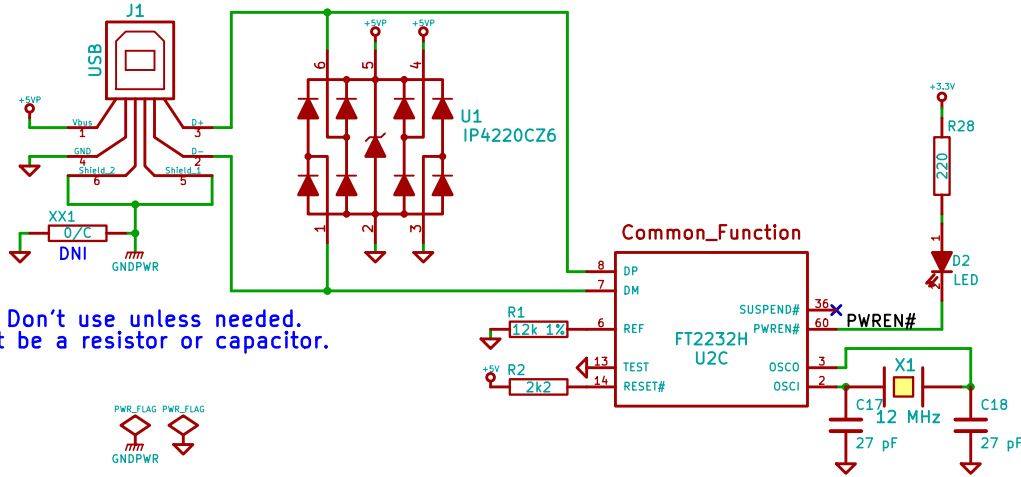 J1
USB
+5VP
Vbus
1
GND
4
Shield_2
6
D+
3
D-
2
Shield_1
5
XX1
0/C
DNI
GNDPWR
Don't use unless needed.
t be a resistor or capacitor.
PWR_FLAG
PWR_FLAG
GNDPWR
+5VP
+5VP
6
5
4
U1
IP4220CZ6
1
2
3
Common_Function
8
DP
7
DM
6
REF
13
TEST
14
RESET#
FT2232H
U2C
SUSPEND#
36
PWREN#
60
OSCO
3
OSCI
2
R1
12k 1%
+5V
R2
2k2
PWREN#
+3.3V
R28
220
1
D2
LED
2
X1
12 MHz
C17
27 pF
C18
27 pF